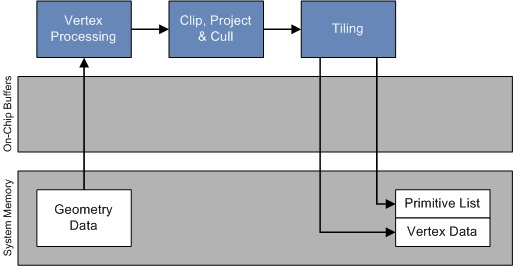 Vertex
Processing
Clip, Project
& Cull
Tiling
On-Chip Buffers
System Memory
Geometry
Data
Primitive List
Vertex Data